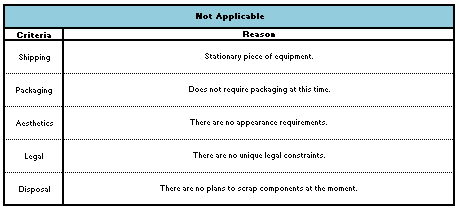 Not Applicable
Criteria Reason
Shipping Stationary piece of equipment.
Packaging Does not require packaging at this time.
Aesthetics There are no appearance requirements.
Legal There are no unique legal constraints.
Disposal There are no plans to scrap components at the moment.